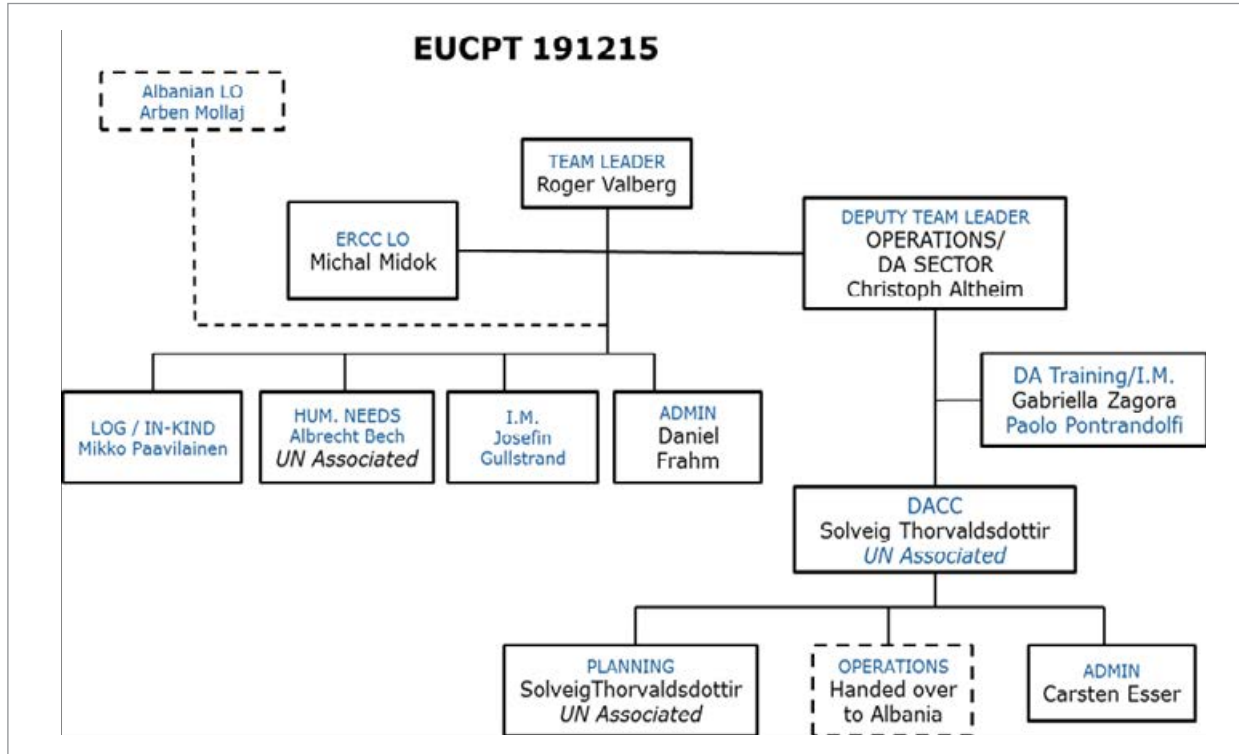 EUCPT 191215
Albanian LO
Arben Mollaj
TEAM LEADER
Roger Valberg
ERCC LO
Michal Midok
DEPUTY TEAM LEADER
OPERATIONS/
DA SECTOR
Christoph Altheim
LOG / IN-KIND
Mikko Paavilainen
HUM. NEEDS
Albrecht Bech
UN Associated
I.M.
Josefin
Gullstrand
ADMIN
Daniel
Frahm
DA Training/I.M.
Gabriella Zagora
Paolo Pontrandolfi
DACC
Solveig Thorvaldsdottir
UN Associated
PLANNING
SolveigThorvaldsdottir
UN Associated
OPERATIONS
Handed over
to Albania
ADMIN
Carsten Esser